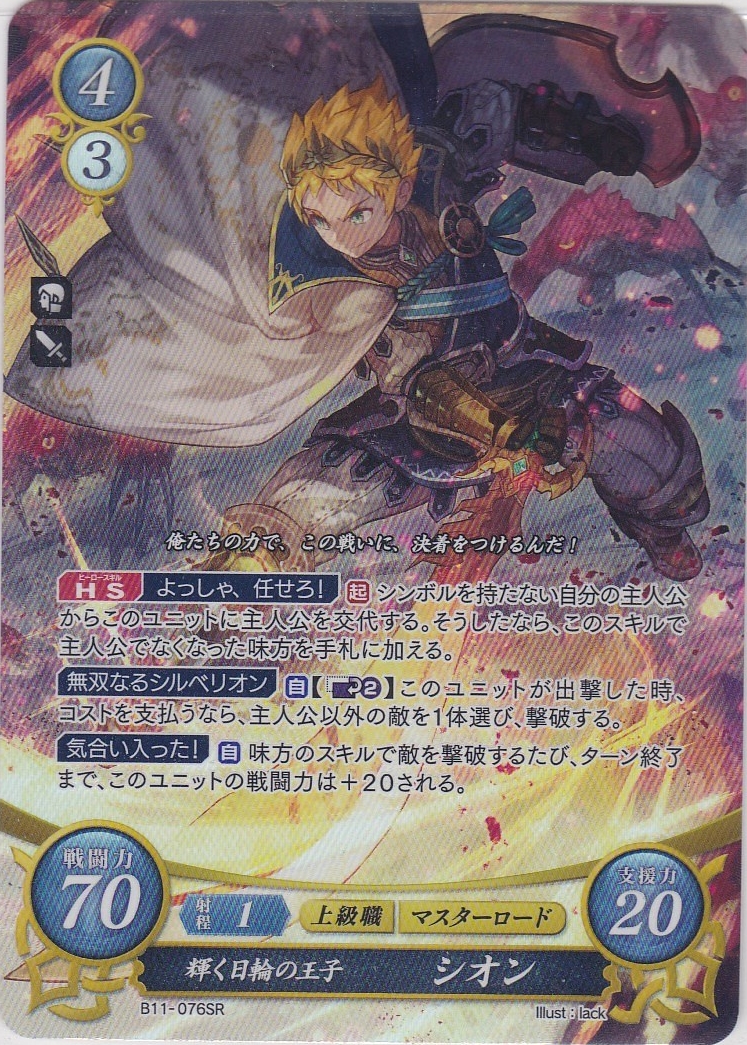 4
3
俺たちの力で、この戦いに、決着をつけるんだ！
ヒーロースキル
HS よっしゃ、任せろ！ 起 シンボルを持たない自分の主人公
からこのユニットに主人公を交代する。そうしたなら、このスキルで
主人公でなくなった味方を手札に加える。
無双なるシルベリオン 自【2】このユニットが出撃した時、
コストを支払うなら、主人公以外の敵を1体選び、撃破する。
気合い入った！ 自 味方のスキルで敵を撃破するたび、ターン終了
まで、このユニットの戦闘力は＋20される。
戦闘力
70
射程 1
上級職 マスターロード
支援力
20
輝く日輪の王子 シオン
B11-076SR
Illust : lack